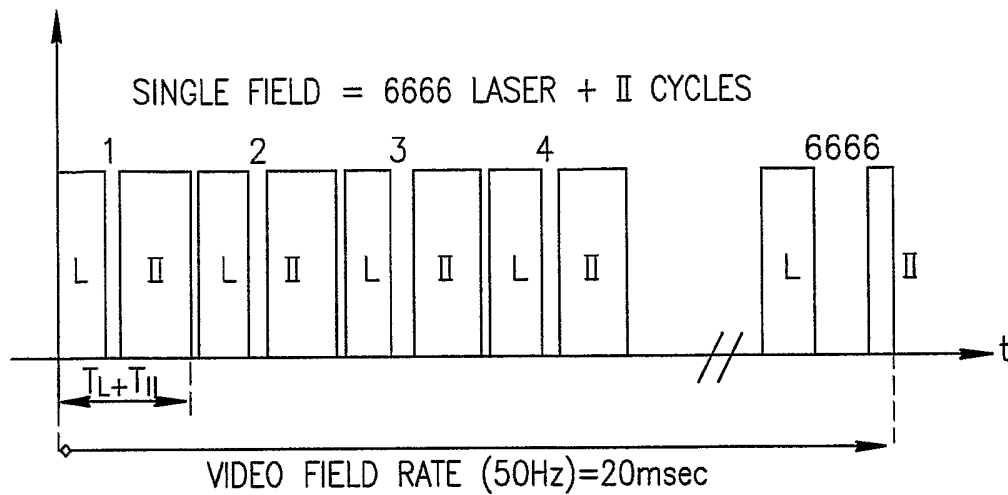 SINGLE FIELD = 6666 LASER + II CYCLES
1 2 3 4 6666
L II L II L II L II L II
t
TL+TII
VIDEO FIELD RATE (50Hz)=20msec